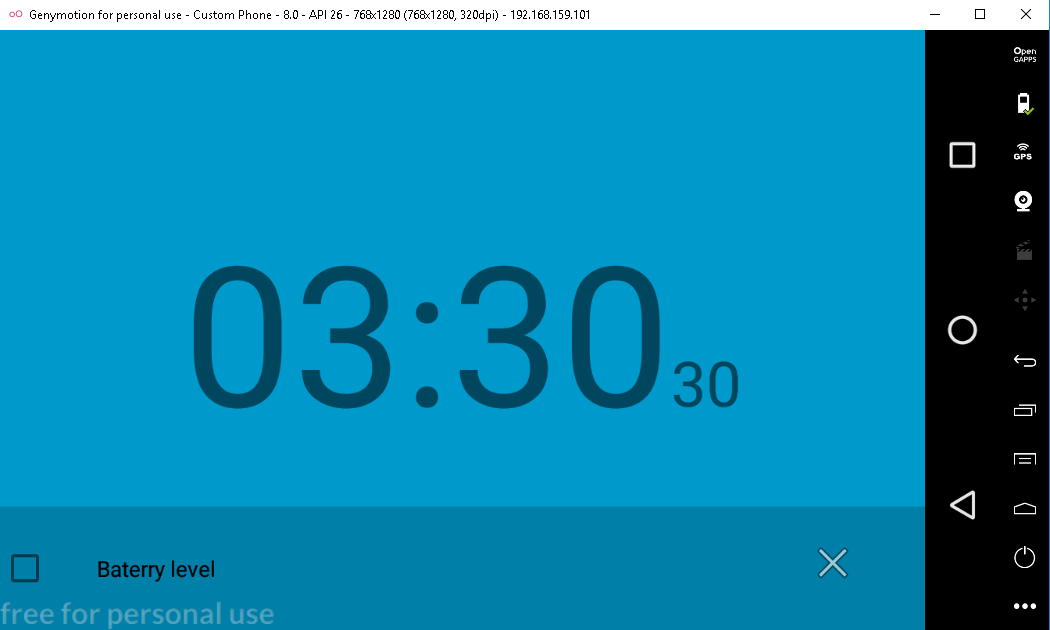 Genymotion for personal use - Custom Phone - 8.0 - API 26 - 768x1280 (768x1280, 320dpi) - 192.168.159.101
Open
GAPPS
GPS
03:30
30
Baterry level
free for personal use